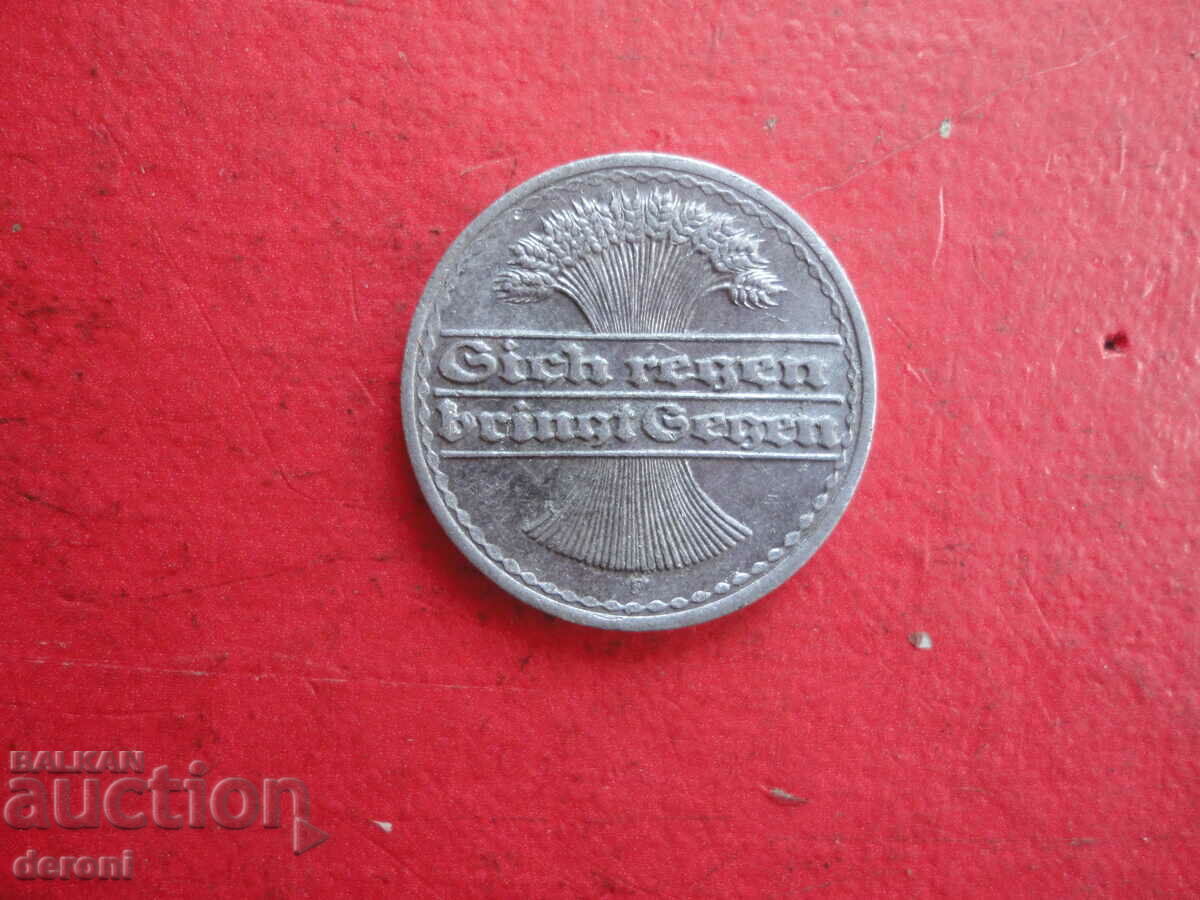 Sich regen
bringt Segen
F
BALKAN
auction
deroni